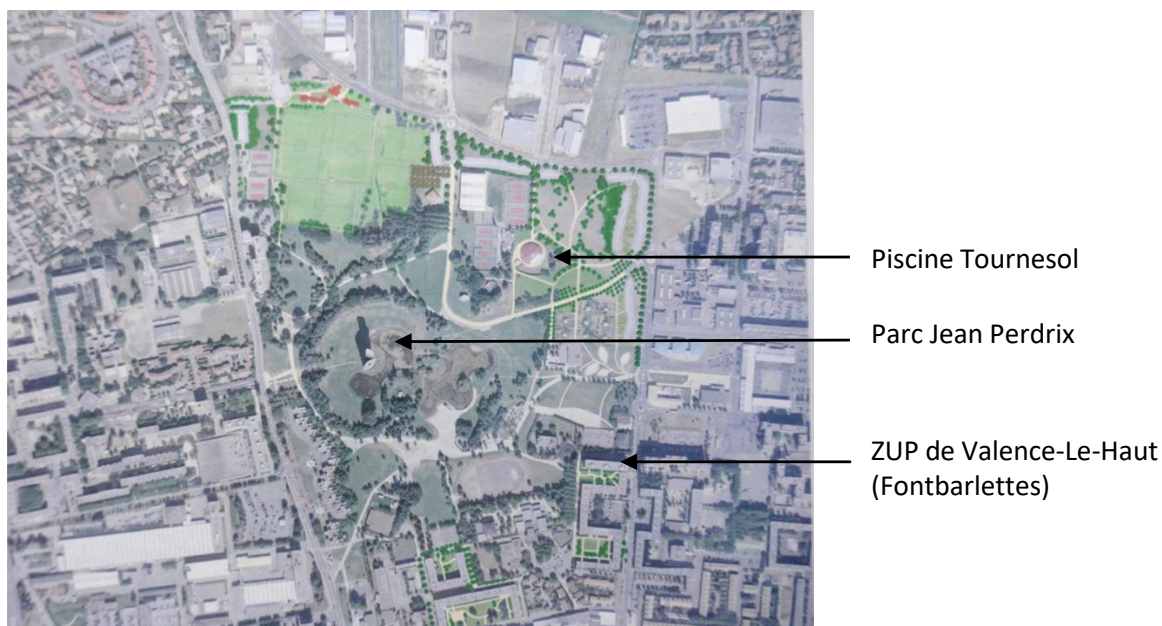 Piscine Tournesol
Parc Jean Perdrix
ZUP de Valence-Le-Haut
(Fontbarlettes)